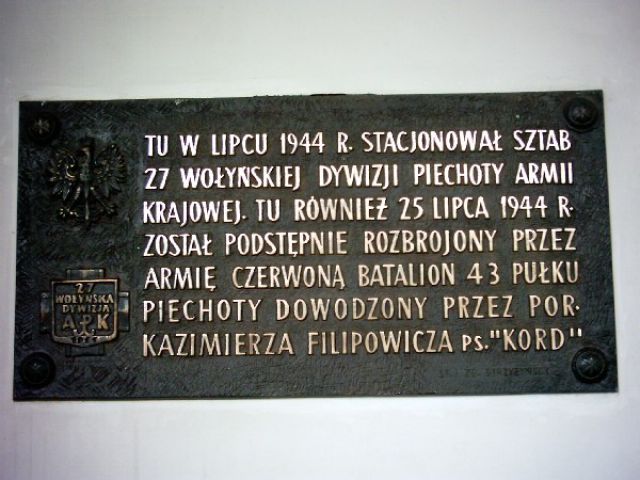 TU W LIPCU 1944 R. STACJONOWAŁ SZTAB
27 WOŁYŃSKIEJ DYWIZJI PIECHOTY ARMII
KRAJOWEJ. TU RÓWNIEŻ 25 LIPCA 1944 R.
ZOSTAŁ PODSTĘPNIE ROZBROJONY PRZEZ
ARMIĘ CZERWONĄ BATALION 43 PUŁKU
PIECHOTY DOWODZONY PRZEZ POR.
KAZIMIERZA FILIPOWICZA PS."KORD"
27
WOŁYŃSKA
DYWIZJA